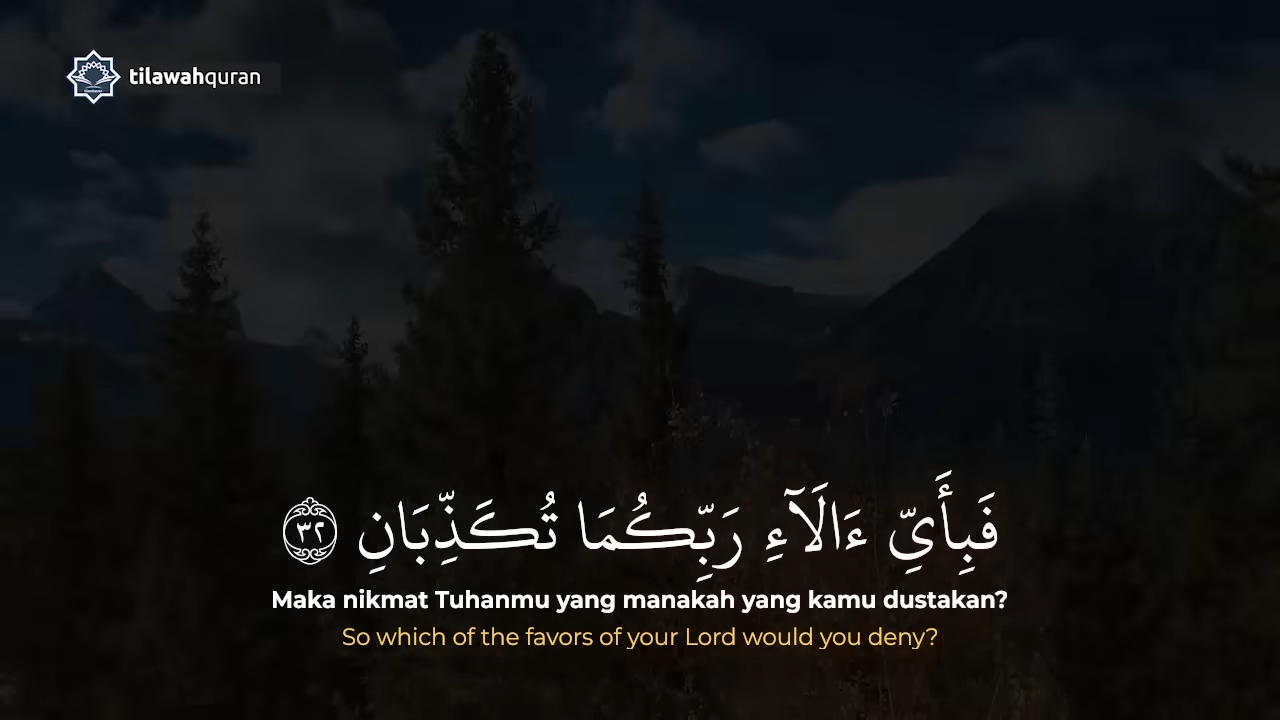 tilawahquran
فَبِأَىِّ ءَالَآءِ رَبِّكُمَا تُكَذِّبَانِ ٣٢
Maka nikmat Tuhanmu yang manakah yang kamu dustakan?
So which of the favors of your Lord would you deny?